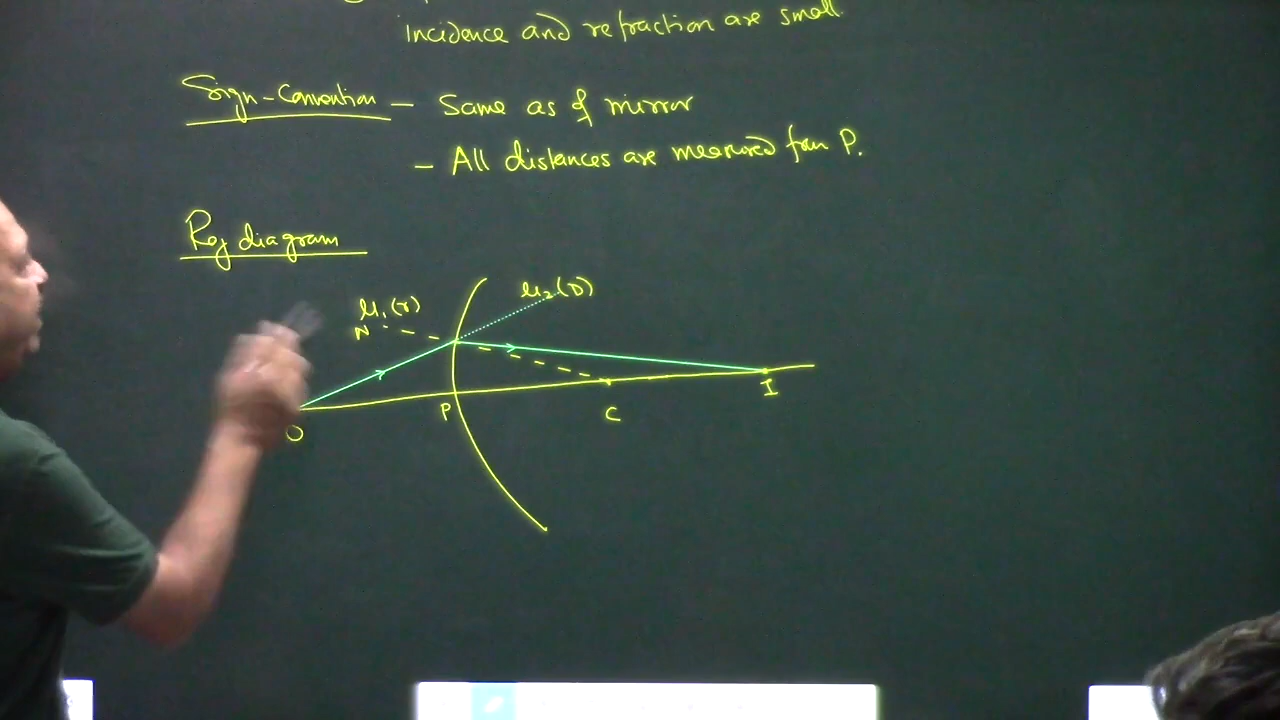 incidence and refraction are small
Sign-Convention – Same as of mirror
– All distances are measured from P.
Ray diagram
μ₁(r)
μ₂(D)
N
P
C
I
O